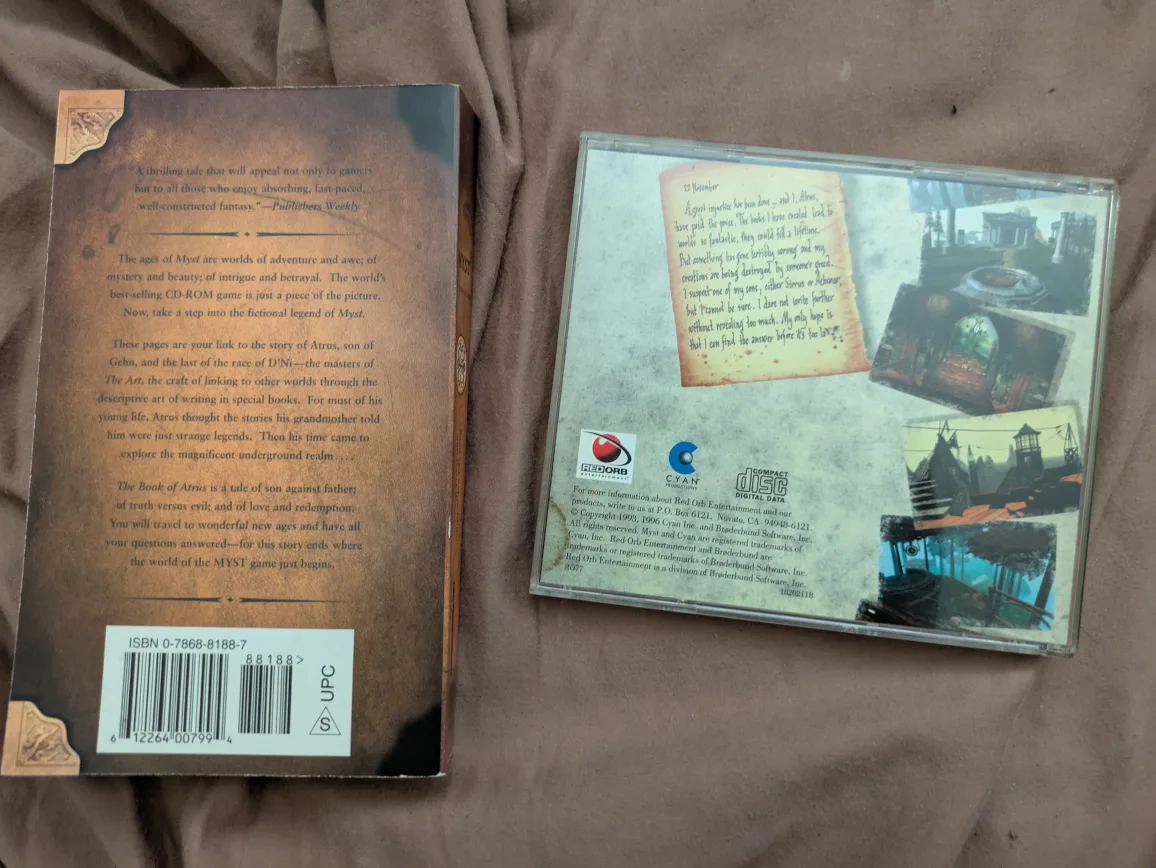 "A thrilling tale that will appeal not only to gamers
but to all those who enjoy absorbing, fast-paced,
well-constructed fantasy."—Publishers Weekly
The ages of Myst are worlds of adventure and awe; of
mystery and beauty; of intrigue and betrayal. The world's
best-selling CD-ROM game is just a piece of the picture.
Now, take a step into the fictional legend of Myst.
These pages are your link to the story of Atrus, son of
Gehn, and the last of the race of D'Ni—the masters of
The Art, the craft of linking to other worlds through the
descriptive art of writing in special books. For most of his
young life, Atrus thought the stories his grandmother told
him were just strange legends. Then his time came to
explore the magnificent underground realm....
The Book of Atrus is a tale of son against father;
of truth versus evil; and of love and redemption.
You will travel to wonderful new ages and have all
your questions answered—for this story ends where
the world of the MYST game just begins.
ISBN 0-7868-8188-7
88188>
6 12264 00799 4
S UPC
MYST
November
A great injustice has been done – and I, Atrus,
have paid the price. The books I have created lead to
worlds so fantastic, they could fill a lifetime.
But something has gone terribly wrong and my
creations are being destroyed by someone's greed.
I suspect one of my sons, either Sirrus or Achenar,
but I cannot be sure. I dare not write further
without revealing too much. My only hope is
that I can find the answer before it's too late.
RED ORB
entertainment
CYAN
PRODUCTIONS
COMPACT
disc
DIGITAL DATA
For more information about Red Orb Entertainment and our
products, write to us at P.O. Box 6121, Novato, CA 94948-6121.
© Copyright 1993, 1996 Cyan Inc. and Brøderbund Software, Inc.
All rights reserved. Myst and Cyan are registered trademarks of
Cyan, Inc. Red Orb Entertainment and Brøderbund are
trademarks or registered trademarks of Brøderbund Software, Inc.
Red Orb Entertainment is a division of Brøderbund Software, Inc.
RO77
1820211R